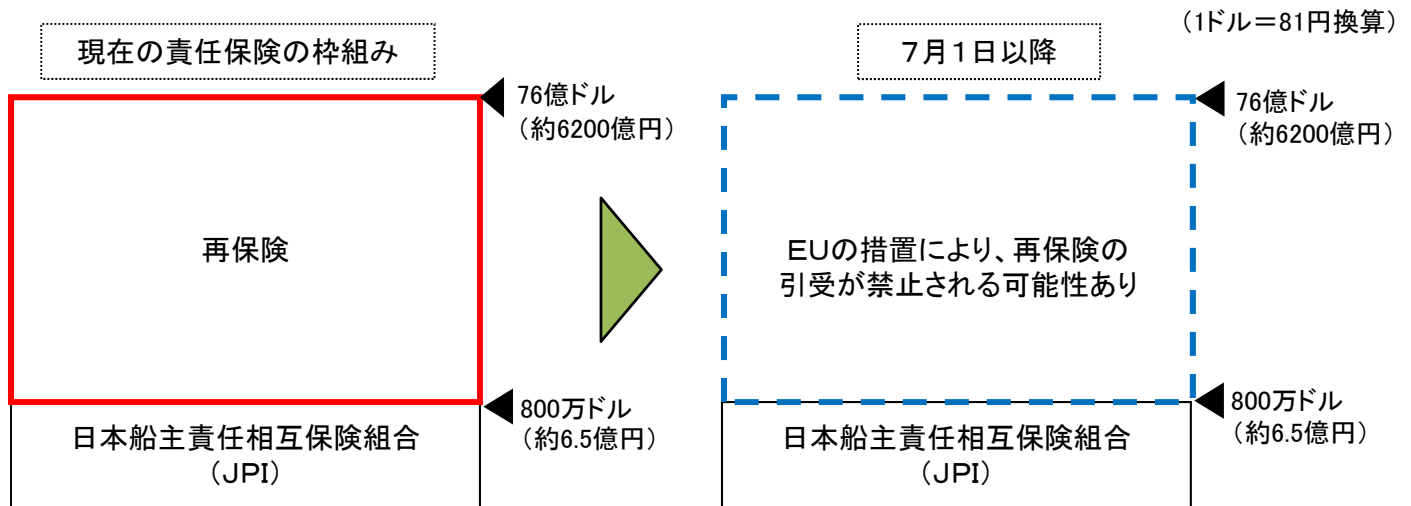 （1ドル＝81円換算）
現在の責任保険の枠組み
76億ドル
（約6200億円）
再保険
800万ドル
（約6.5億円）
日本船主責任相互保険組合
（JPI）
７月１日以降
76億ドル
（約6200億円）
ＥＵの措置により、再保険の
引受が禁止される可能性あり
800万ドル
（約6.5億円）
日本船主責任相互保険組合
（JPI）